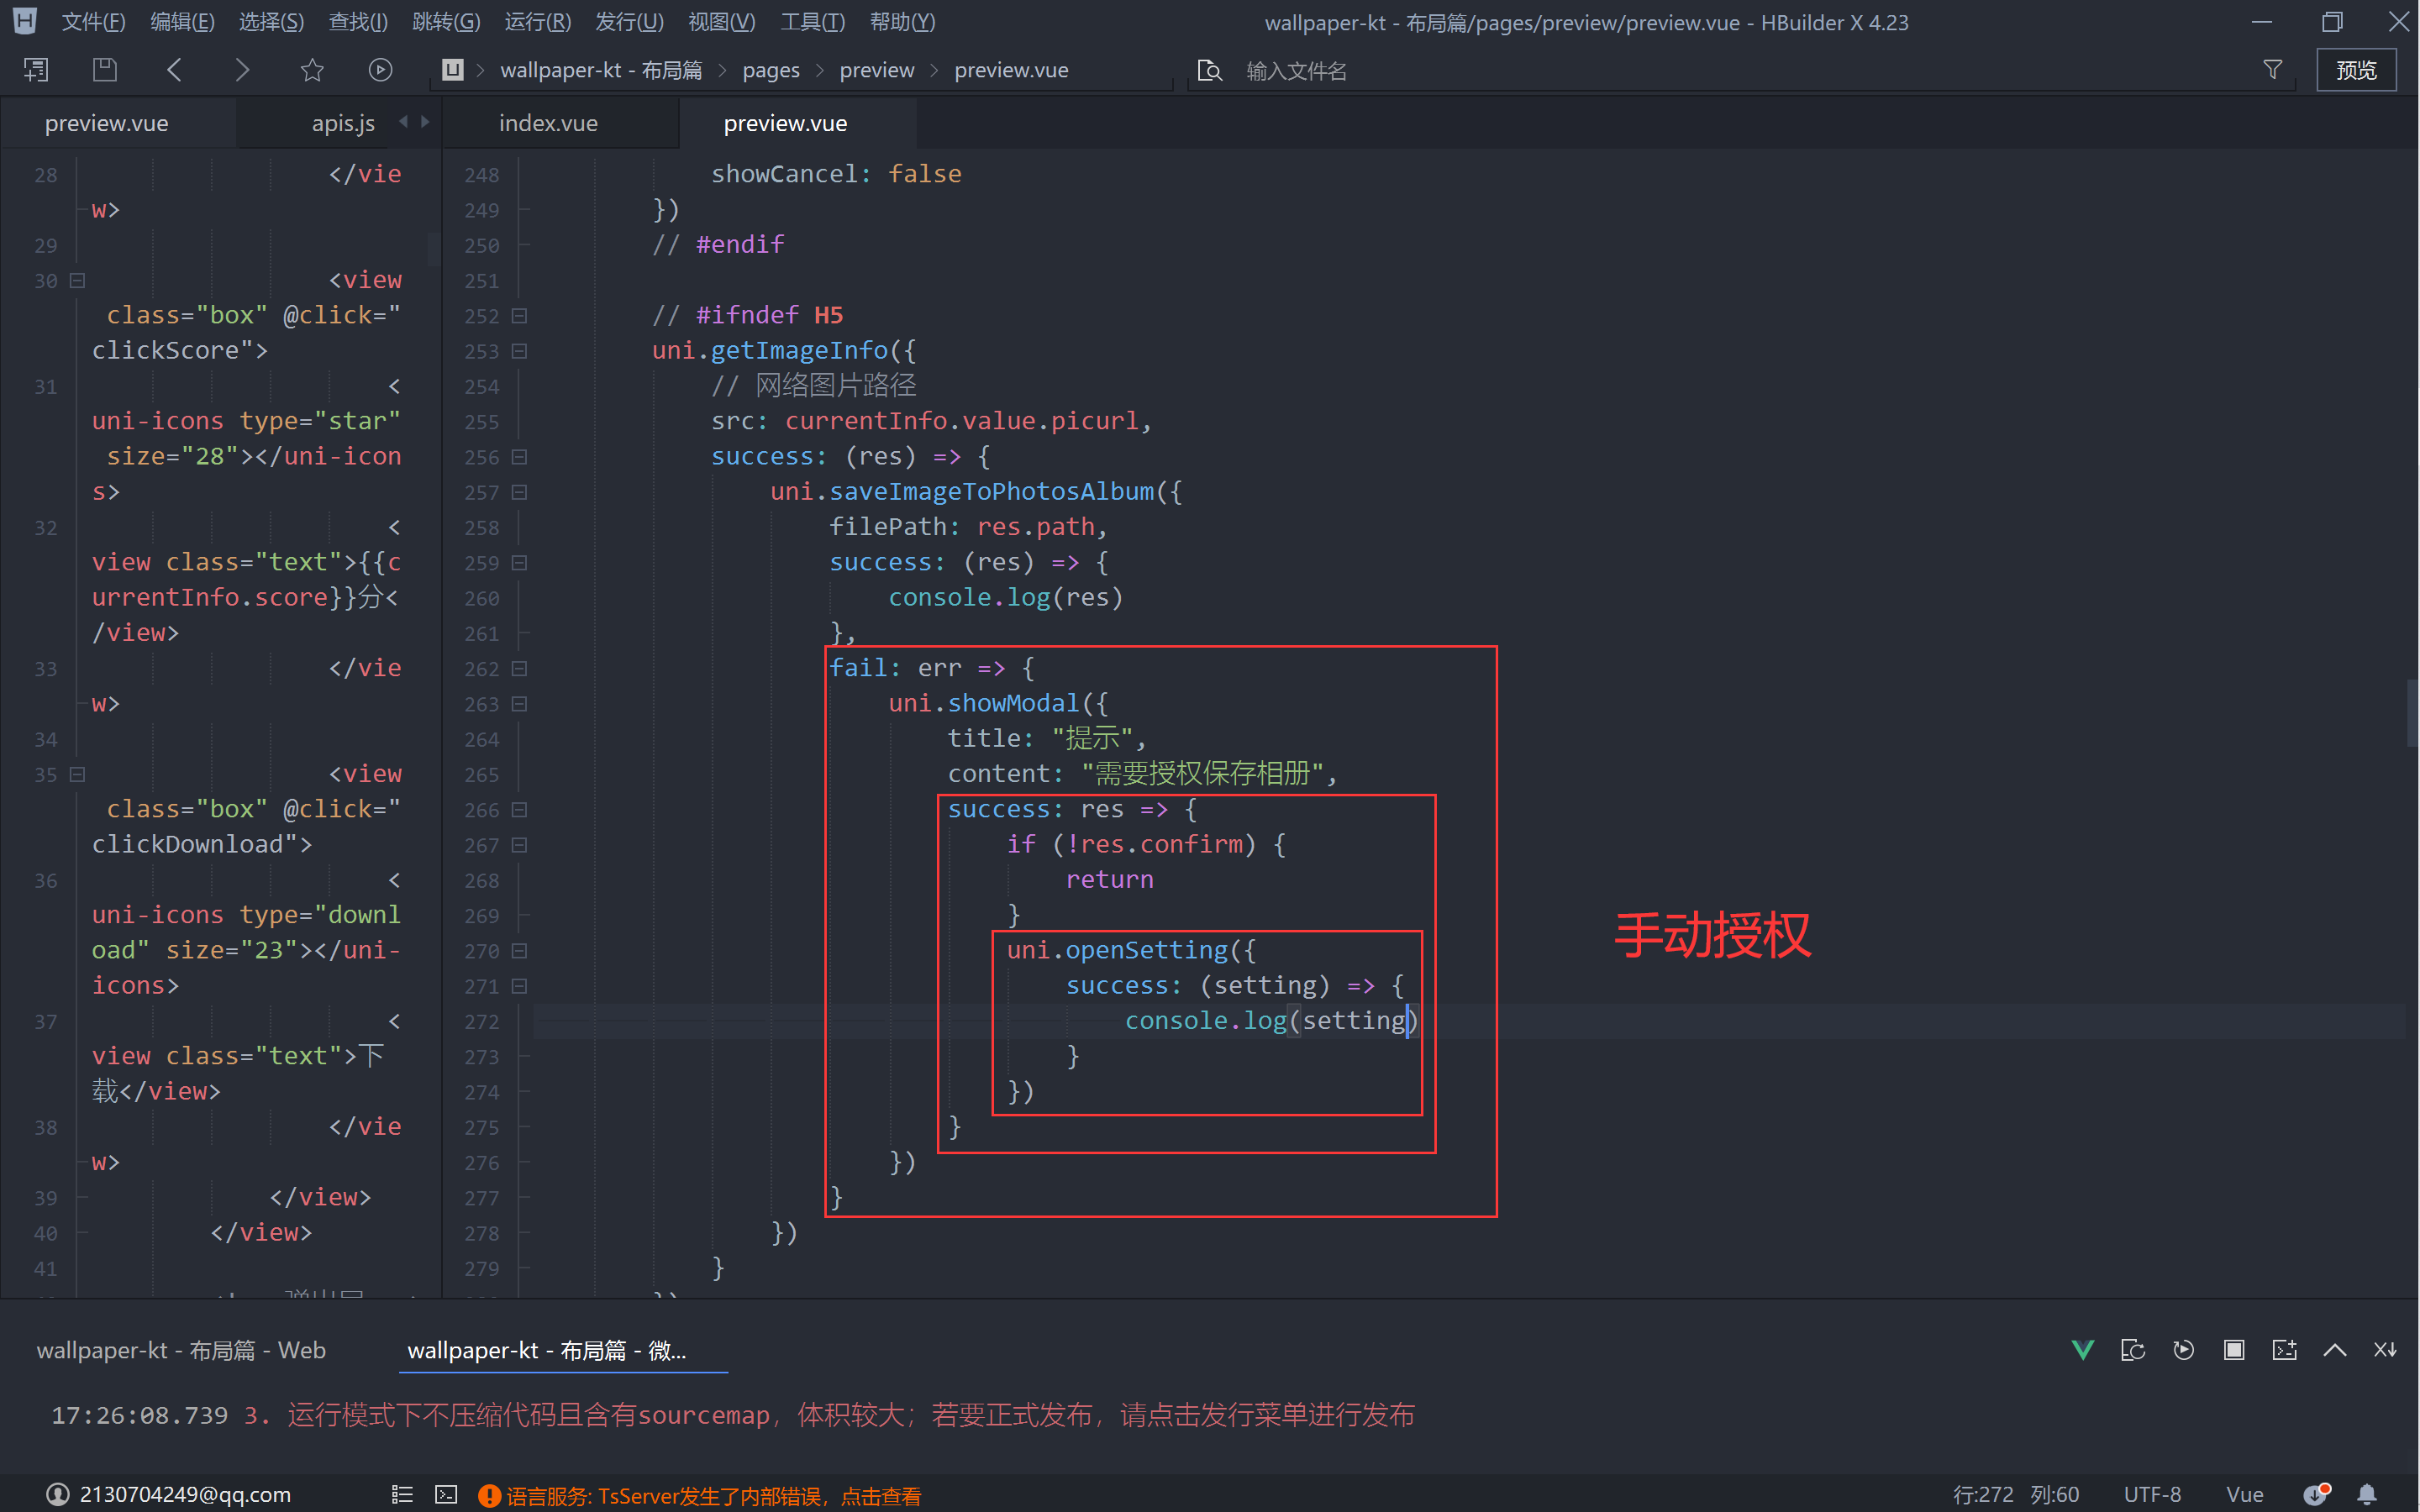 文件(F) 编辑(E) 选择(S) 查找(I) 跳转(G) 运行(R) 发行(U) 视图(V) 工具(T) 帮助(Y) wallpaper-kt - 布局篇/pages/preview/preview.vue - HBuilder X 4.23
wallpaper-kt - 布局篇 pages preview preview.vue 输入文件名 预览
preview.vue apis.js index.vue preview.vue
28 </vie
w>
29
30 <view
class="box" @click="
clickScore">
31 <
uni-icons type="star"
size="28"></uni-icon
s>
32 <
view class="text">{{c
urrentInfo.score}}分<
/view>
33 </vie
w>
34
35 <view
class="box" @click="
clickDownload">
36 <
uni-icons type="downl
oad" size="23"></uni-
icons>
37 <
view class="text">下
载</view>
38 </vie
w>
39 </view>
40 </view>
41
248 showCancel: false
249 })
250 // #endif
251
252 // #ifndef H5
253 uni.getImageInfo({
254 // 网络图片路径
255 src: currentInfo.value.picurl,
256 success: (res) => {
257 uni.saveImageToPhotosAlbum({
258 filePath: res.path,
259 success: (res) => {
260 console.log(res)
261 },
262 fail: err => {
263 uni.showModal({
264 title: "提示",
265 content: "需要授权保存相册",
266 success: res => {
267 if (!res.confirm) {
268 return
269 }
270 uni.openSetting({
271 success: (setting) => {
272 console.log(setting)
273 }
274 })
275 }
276 })
277 }
278 })
279 }
手动授权
wallpaper-kt - 布局篇 - Web wallpaper-kt - 布局篇 - 微...
17:26:08.739 3. 运行模式下不压缩代码且含有sourcemap，体积较大；若要正式发布，请点击发行菜单进行发布
2130704249@qq.com 语言服务: TsServer发生了内部错误，点击查看 行:272 列:60 UTF-8 Vue